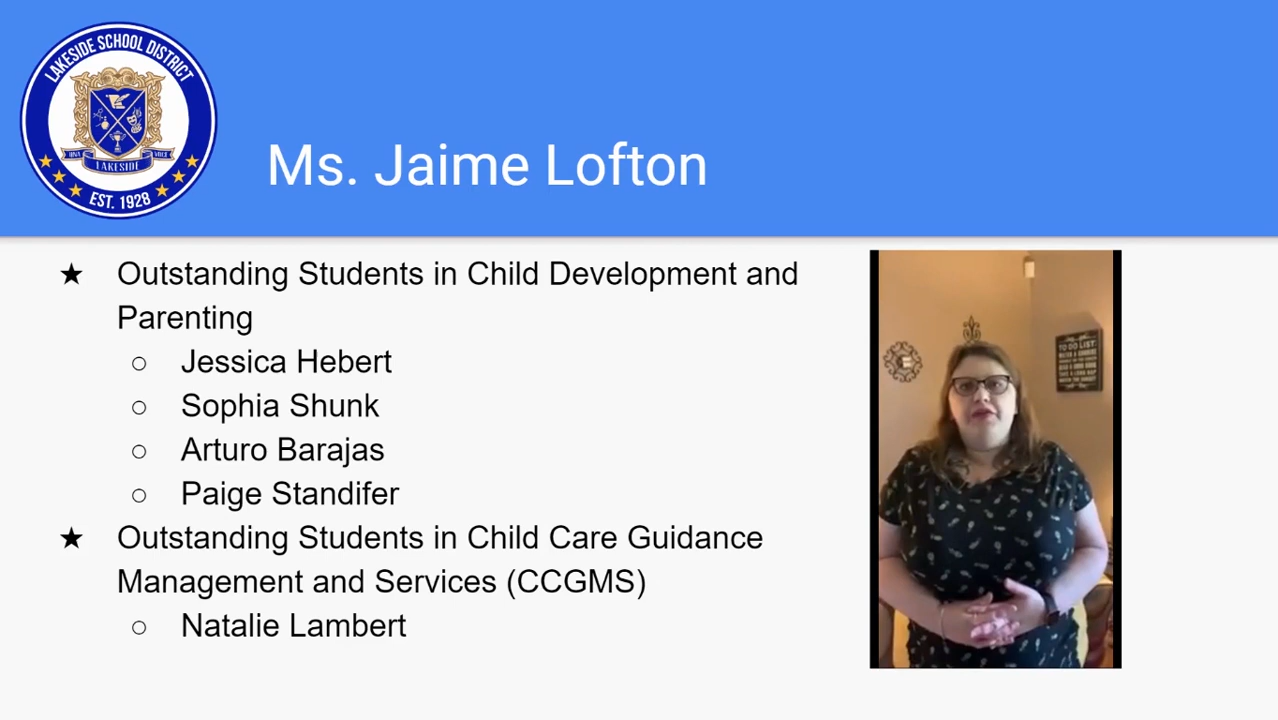 LAKESIDE SCHOOL DISTRICT
UNA VOCE
LAKESIDE
EST. 1928
Ms. Jaime Lofton
★ Outstanding Students in Child Development and
Parenting
○ Jessica Hebert
○ Sophia Shunk
○ Arturo Barajas
○ Paige Standifer
★ Outstanding Students in Child Care Guidance
Management and Services (CCGMS)
○ Natalie Lambert
TO DO LIST: